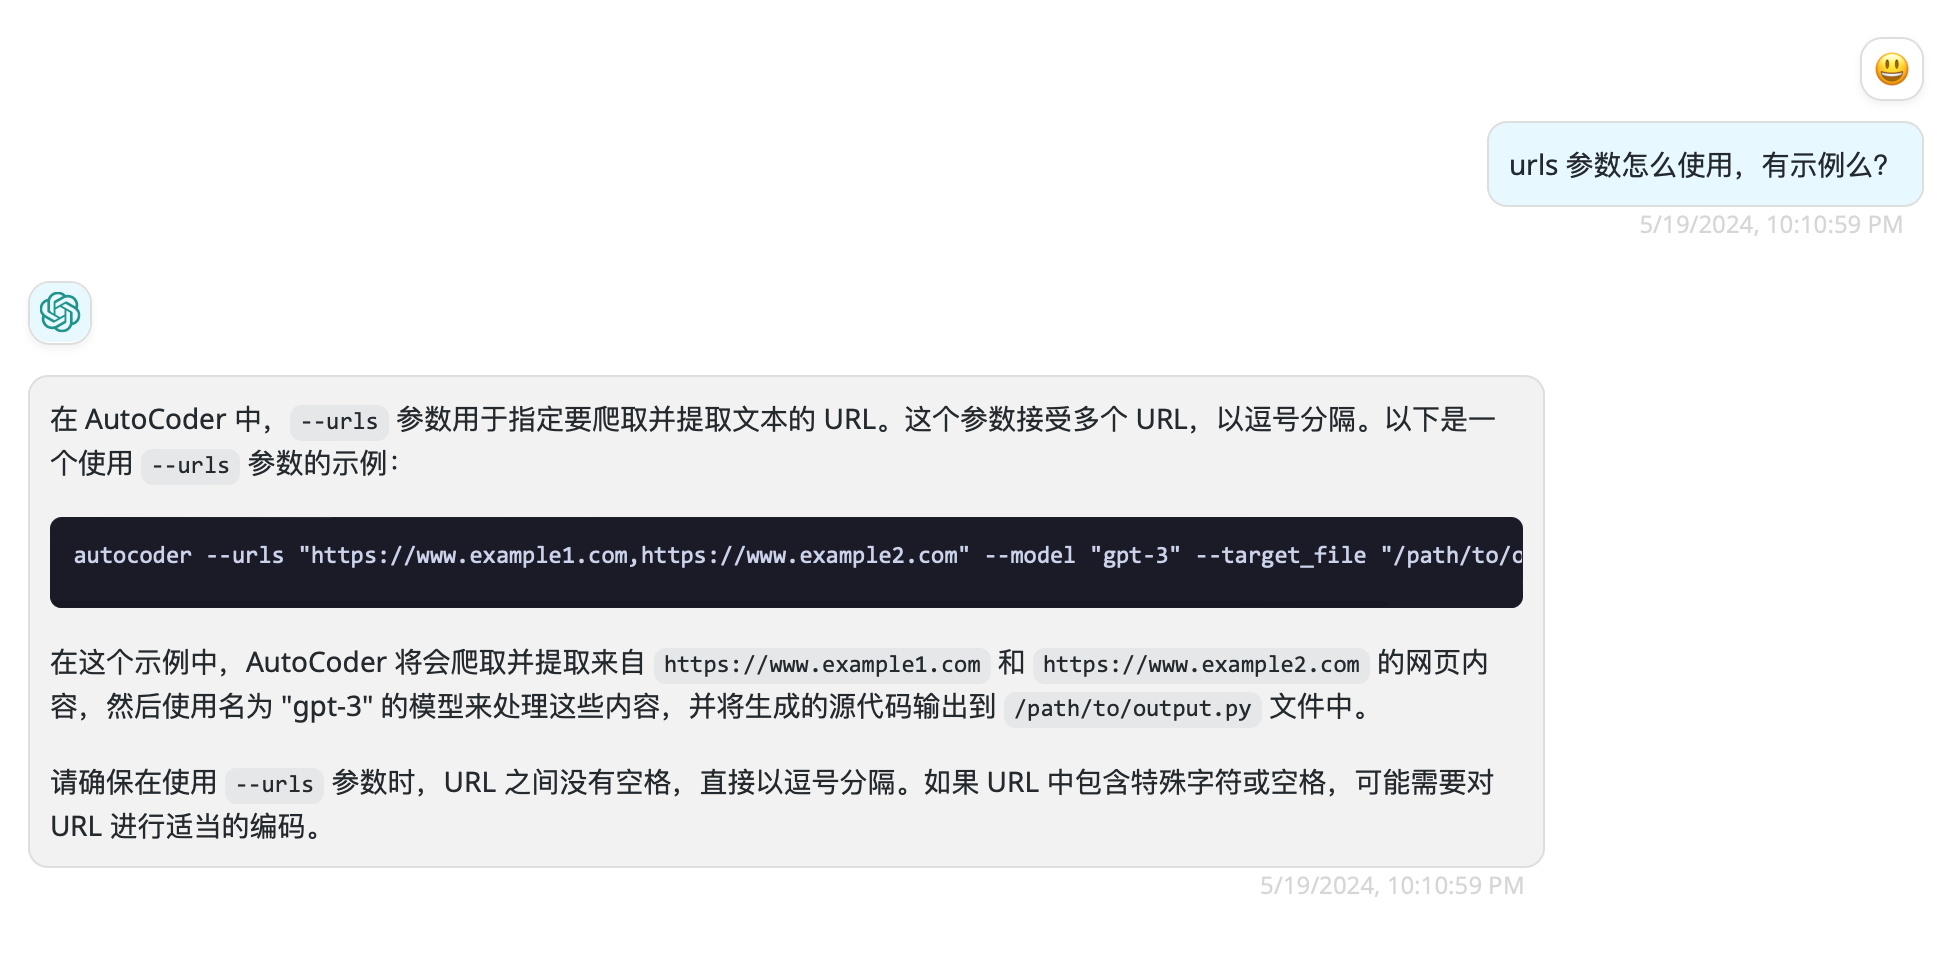 urls 参数怎么使用，有示例么？
5/19/2024, 10:10:59 PM
在 AutoCoder 中， --urls 参数用于指定要爬取并提取文本的 URL。这个参数接受多个 URL，以逗号分隔。以下是一
个使用 --urls 参数的示例：
autocoder --urls "https://www.example1.com,https://www.example2.com" --model "gpt-3" --target_file "/path/to/o
在这个示例中，AutoCoder 将会爬取并提取来自 https://www.example1.com 和 https://www.example2.com 的网页内
容，然后使用名为 "gpt-3" 的模型来处理这些内容，并将生成的源代码输出到 /path/to/output.py 文件中。
请确保在使用 --urls 参数时，URL 之间没有空格，直接以逗号分隔。如果 URL 中包含特殊字符或空格，可能需要对
URL 进行适当的编码。
5/19/2024, 10:10:59 PM